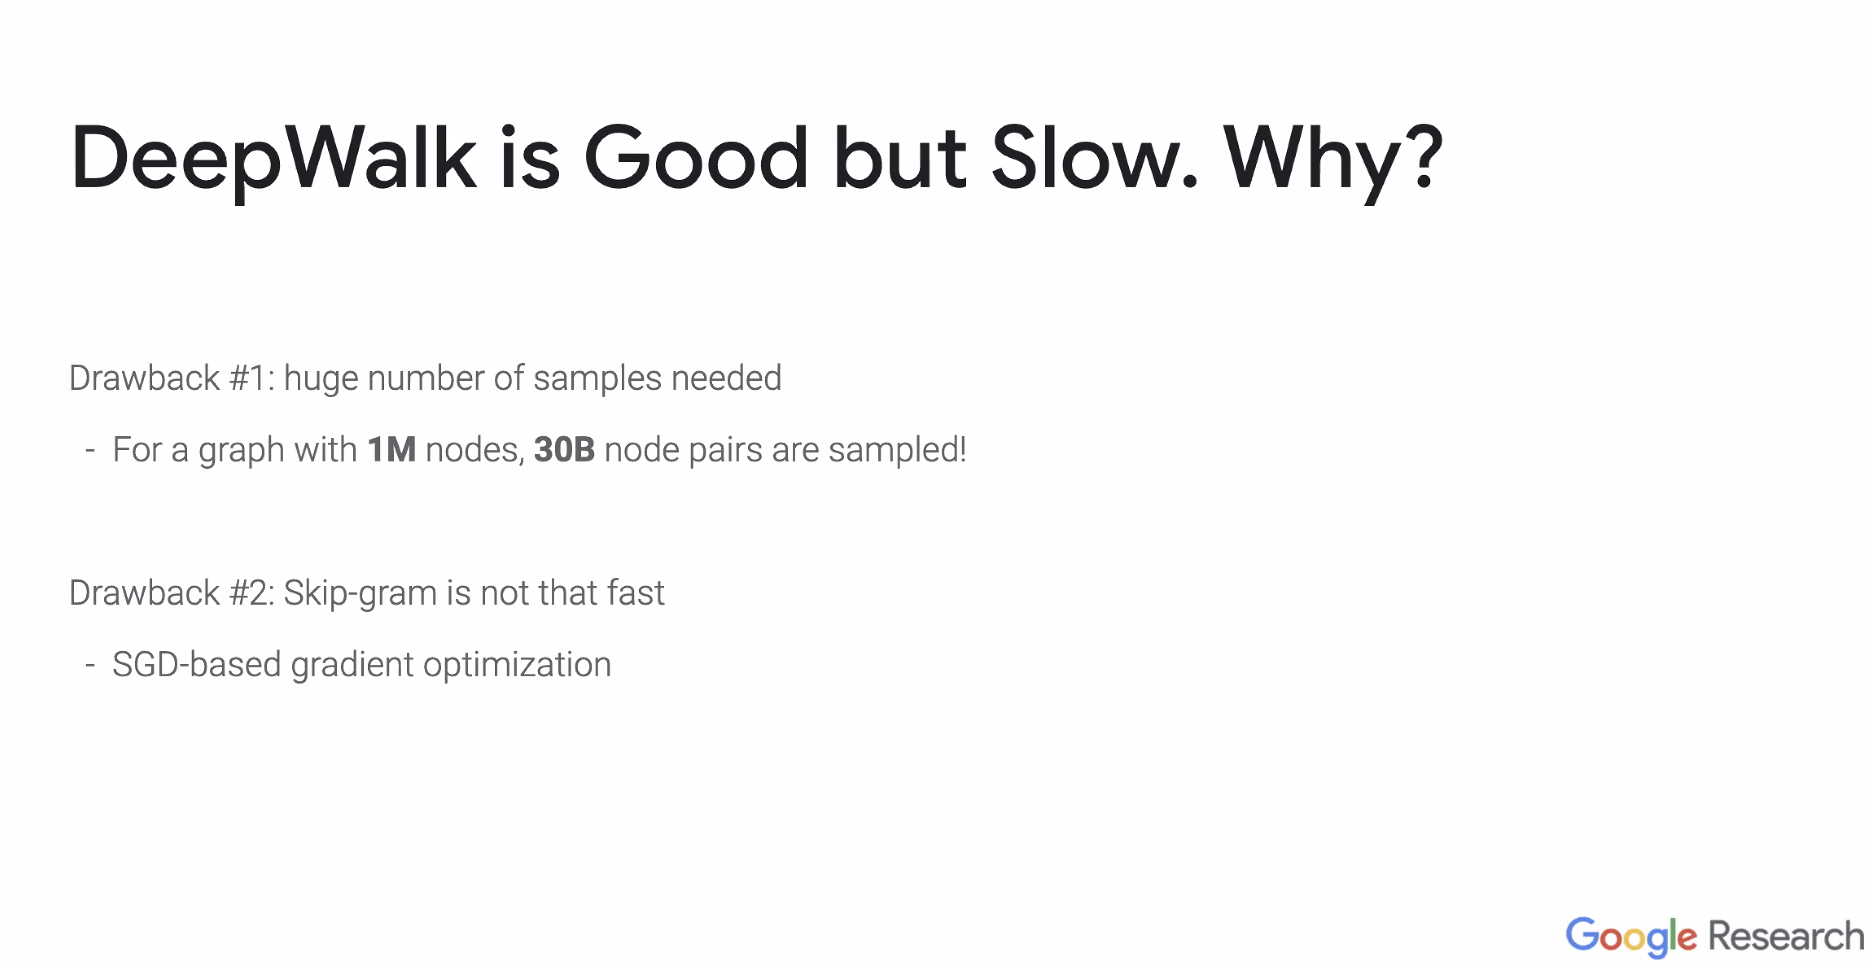 DeepWalk is Good but Slow. Why?
Drawback #1: huge number of samples needed
- For a graph with 1M nodes, 30B node pairs are sampled!
Drawback #2: Skip-gram is not that fast
- SGD-based gradient optimization
Google Research